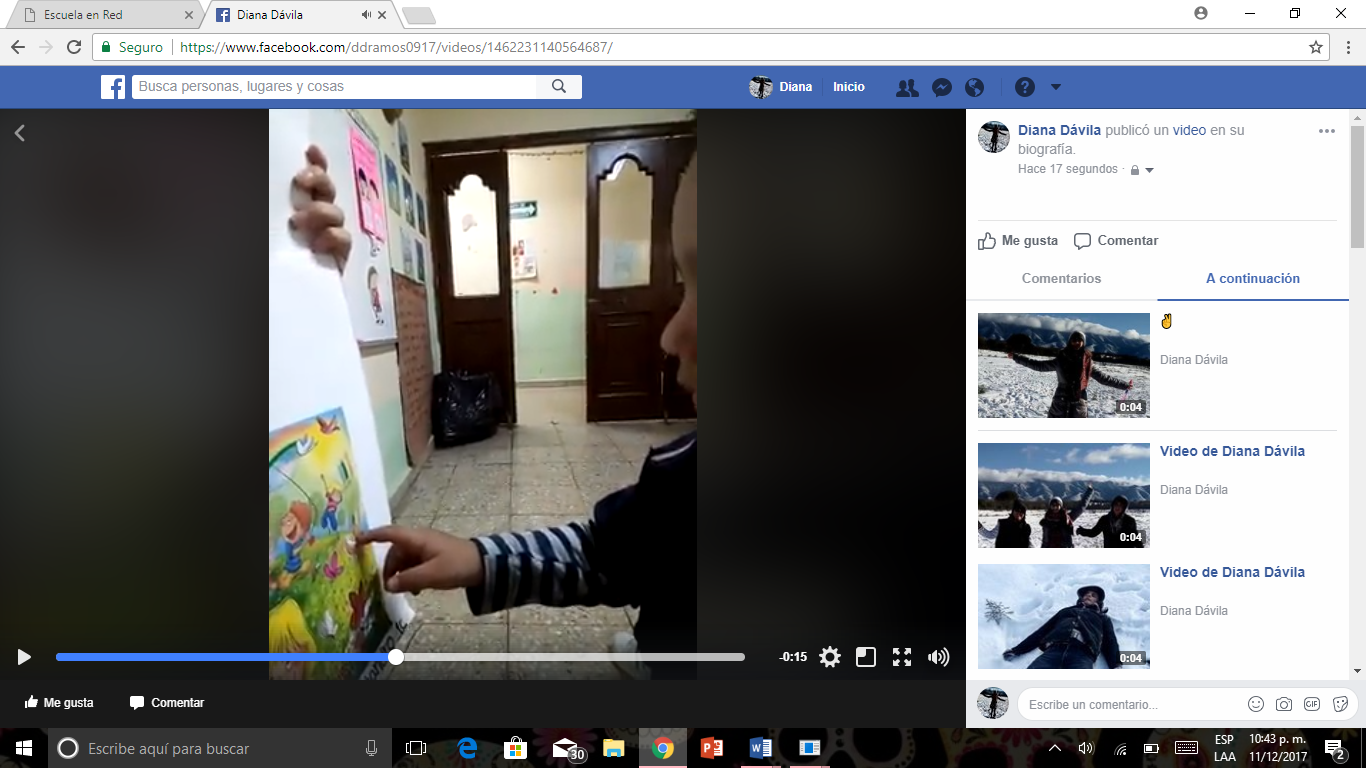 Escuela en Red
Diana Dávila
Seguro
https://www.facebook.com/ddramos0917/videos/1462231140564687/
Busca personas, lugares y cosas
Diana
Inicio
Diana Dávila publicó un video en su
biografía.
Hace 17 segundos ·
Me gusta
Comentar
Comentarios
A continuación
Diana Dávila
0:04
Video de Diana Dávila
Diana Dávila
0:04
Video de Diana Dávila
Diana Dávila
0:04
-0:15
Me gusta
Comentar
Escribe un comentario...
GIF
Escribe aquí para buscar
30
ESP
LAA
10:43 p. m.
11/12/2017
2